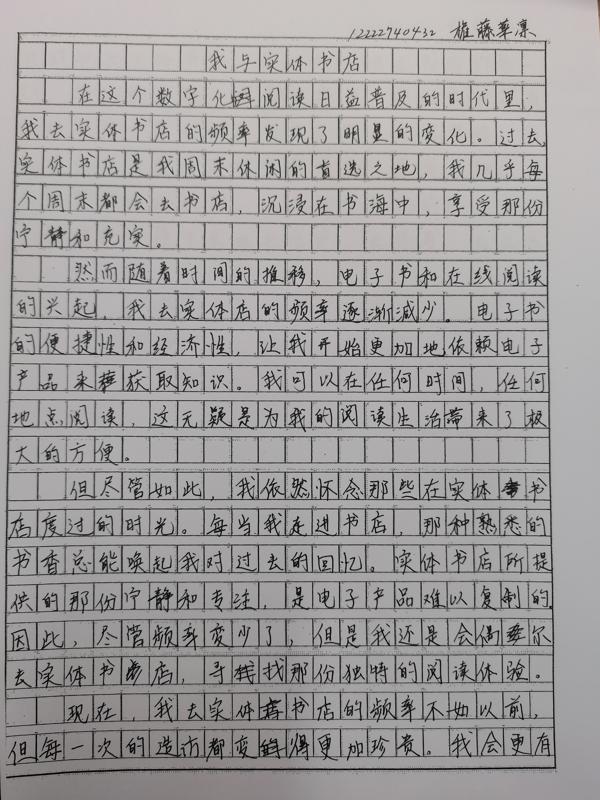 12222740432 权藤草凛
我与实体书店
在这个数字化阅读日益普及的时代里，
我去实体书店的频率发现了明显的变化。过去，
实体书店是我周末休闲的首选之地，我几乎每
个周末都会去书店，沉浸在书海中，享受那份
宁静和充实。
然而随着时间的推移，电子书和在线阅读
的兴起，我去实体店的频率逐渐减少。电子书
的便捷性和经济性，让我开始更加地依赖电子
产品来获取知识。我可以在任何时间，任何
地点阅读，这无疑是为我的阅读生活带来了极
大的方便。
但尽管如此，我依然怀念那些在实体书
店度过的时光。每当我走进书店，那种熟悉的
书香总能唤起我对过去的回忆。实体书店所提
供的那份宁静和专注，是电子产品难以复制的。
因此，尽管频率变少了，但是我还是会偶尔
去实体书店，寻找那份独特的阅读体验。
现在，我去实体书店的频率不如以前，
但每一次的造访都变得更加珍贵。我会更有